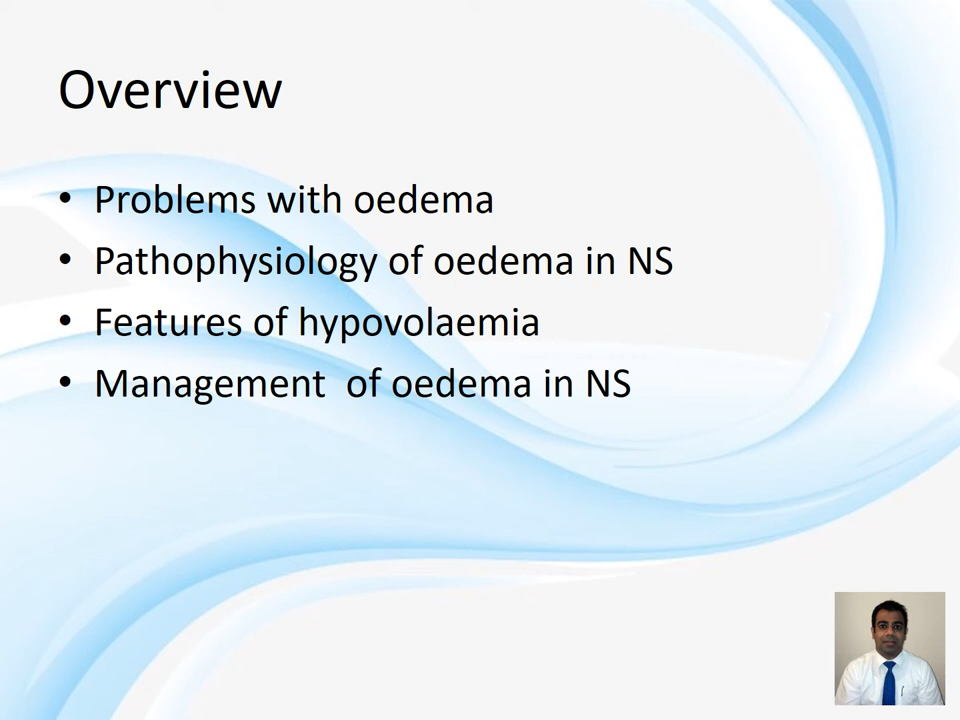 Overview
• Problems with oedema
• Pathophysiology of oedema in NS
• Features of hypovolaemia
• Management  of oedema in NS